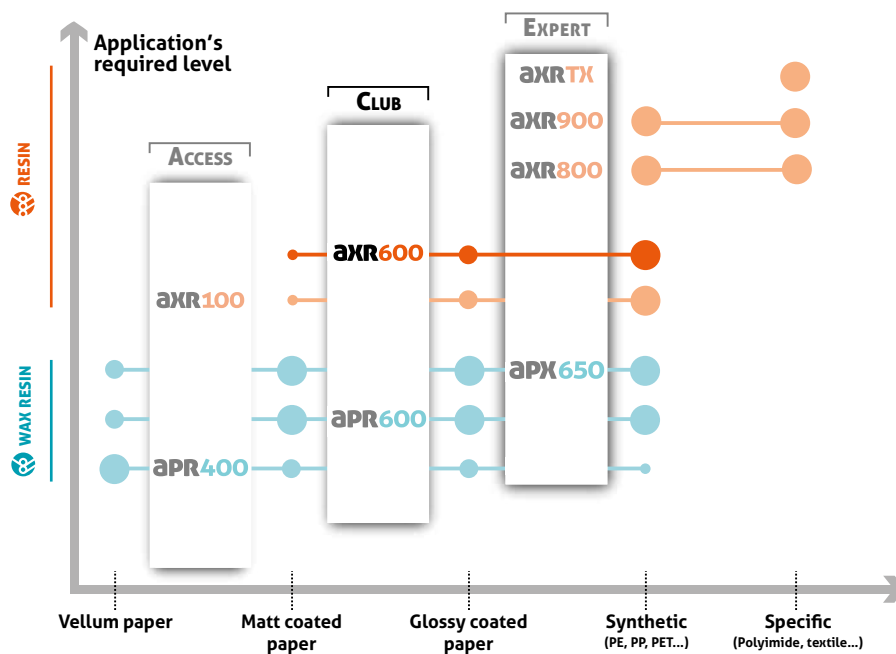 EXPERT
Application's
required level
aXRTX
CLUB
aXR900
ACCESS
aXR800
RESIN
aXR600
aXR100
aPX650
aPR600
WAX RESIN
aPR400
Vellum paper
Matt coated
paper
Glossy coated
paper
Synthetic
(PE, PP, PET...)
Specific
(Polyimide, textile...)